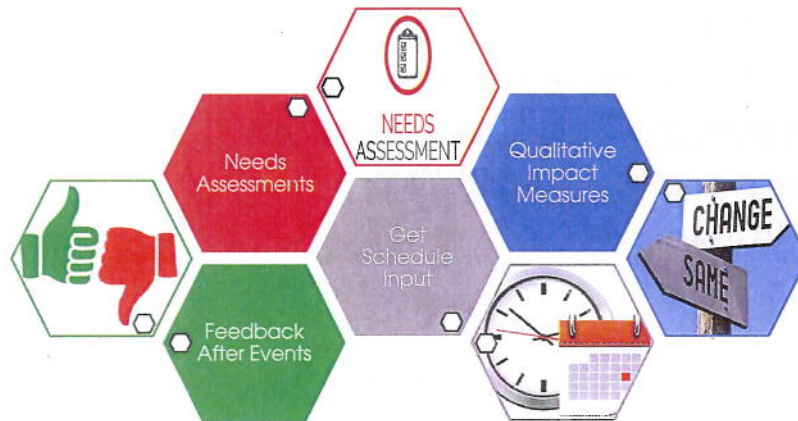 NEEDS
ASSESSMENT
Needs
Assessments
Qualitative
Impact
Measures
CHANGE
SAME
Get
Schedule
Input
Feedback
After Events